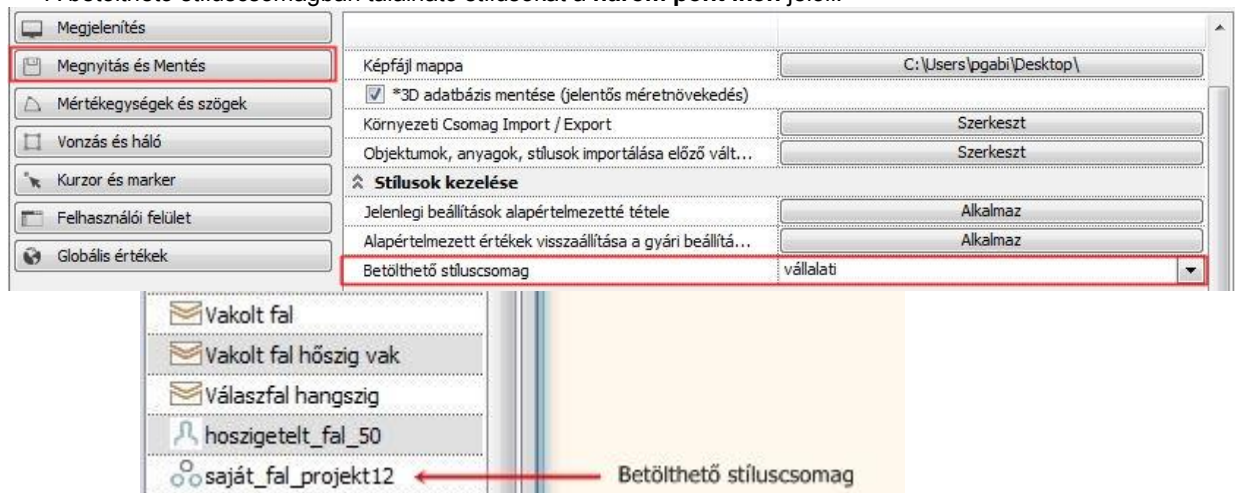 Megjelenítés
Megnyitás és Mentés
Mértékegységek és szögek
Vonzás és háló
Kurzor és marker
Felhasználói felület
Globális értékek
Képfájl mappa C:\Users\pgabi\Desktop\
*3D adatbázis mentése (jelentős méretnövekedés)
Környezeti Csomag Import / Export Szerkeszt
Objektumok, anyagok, stílusok importálása előző vált... Szerkeszt
Stílusok kezelése
Jelenlegi beállítások alapértelmezetté tétele Alkalmaz
Alapértelmezett értékek visszaállítása a gyári beállítá... Alkalmaz
Betölthető stíluscsomag vállalati
Vakolt fal
Vakolt fal hőszig vak
Válaszfal hangszig
hoszigetelt_fal_50
saját_fal_projekt12
Betölthető stíluscsomag